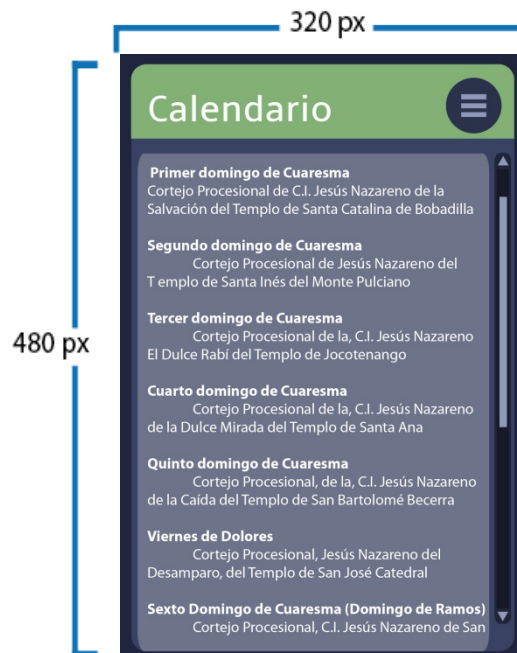 320 px
480 px
Calendario
Primer domingo de Cuaresma
Cortejo Procesional de C.I. Jesús Nazareno de la
Salvación del Templo de Santa Catalina de Bobadilla
Segundo domingo de Cuaresma
Cortejo Procesional de Jesús Nazareno del
T emplo de Santa Inés del Monte Pulciano
Tercer domingo de Cuaresma
Cortejo Procesional de la, C.I. Jesús Nazareno
El Dulce Rabí del Templo de Jocotenango
Cuarto domingo de Cuaresma
Cortejo Procesional de la, C.I. Jesús Nazareno
de la Dulce Mirada del Templo de Santa Ana
Quinto domingo de Cuaresma
Cortejo Procesional, de la, C.I. Jesús Nazareno
de la Caída del Templo de San Bartolomé Becerra
Viernes de Dolores
Cortejo Procesional, Jesús Nazareno del
Desamparo, del Templo de San José Catedral
Sexto Domingo de Cuaresma (Domingo de Ramos)
Cortejo Procesional, C.I. Jesús Nazareno de San